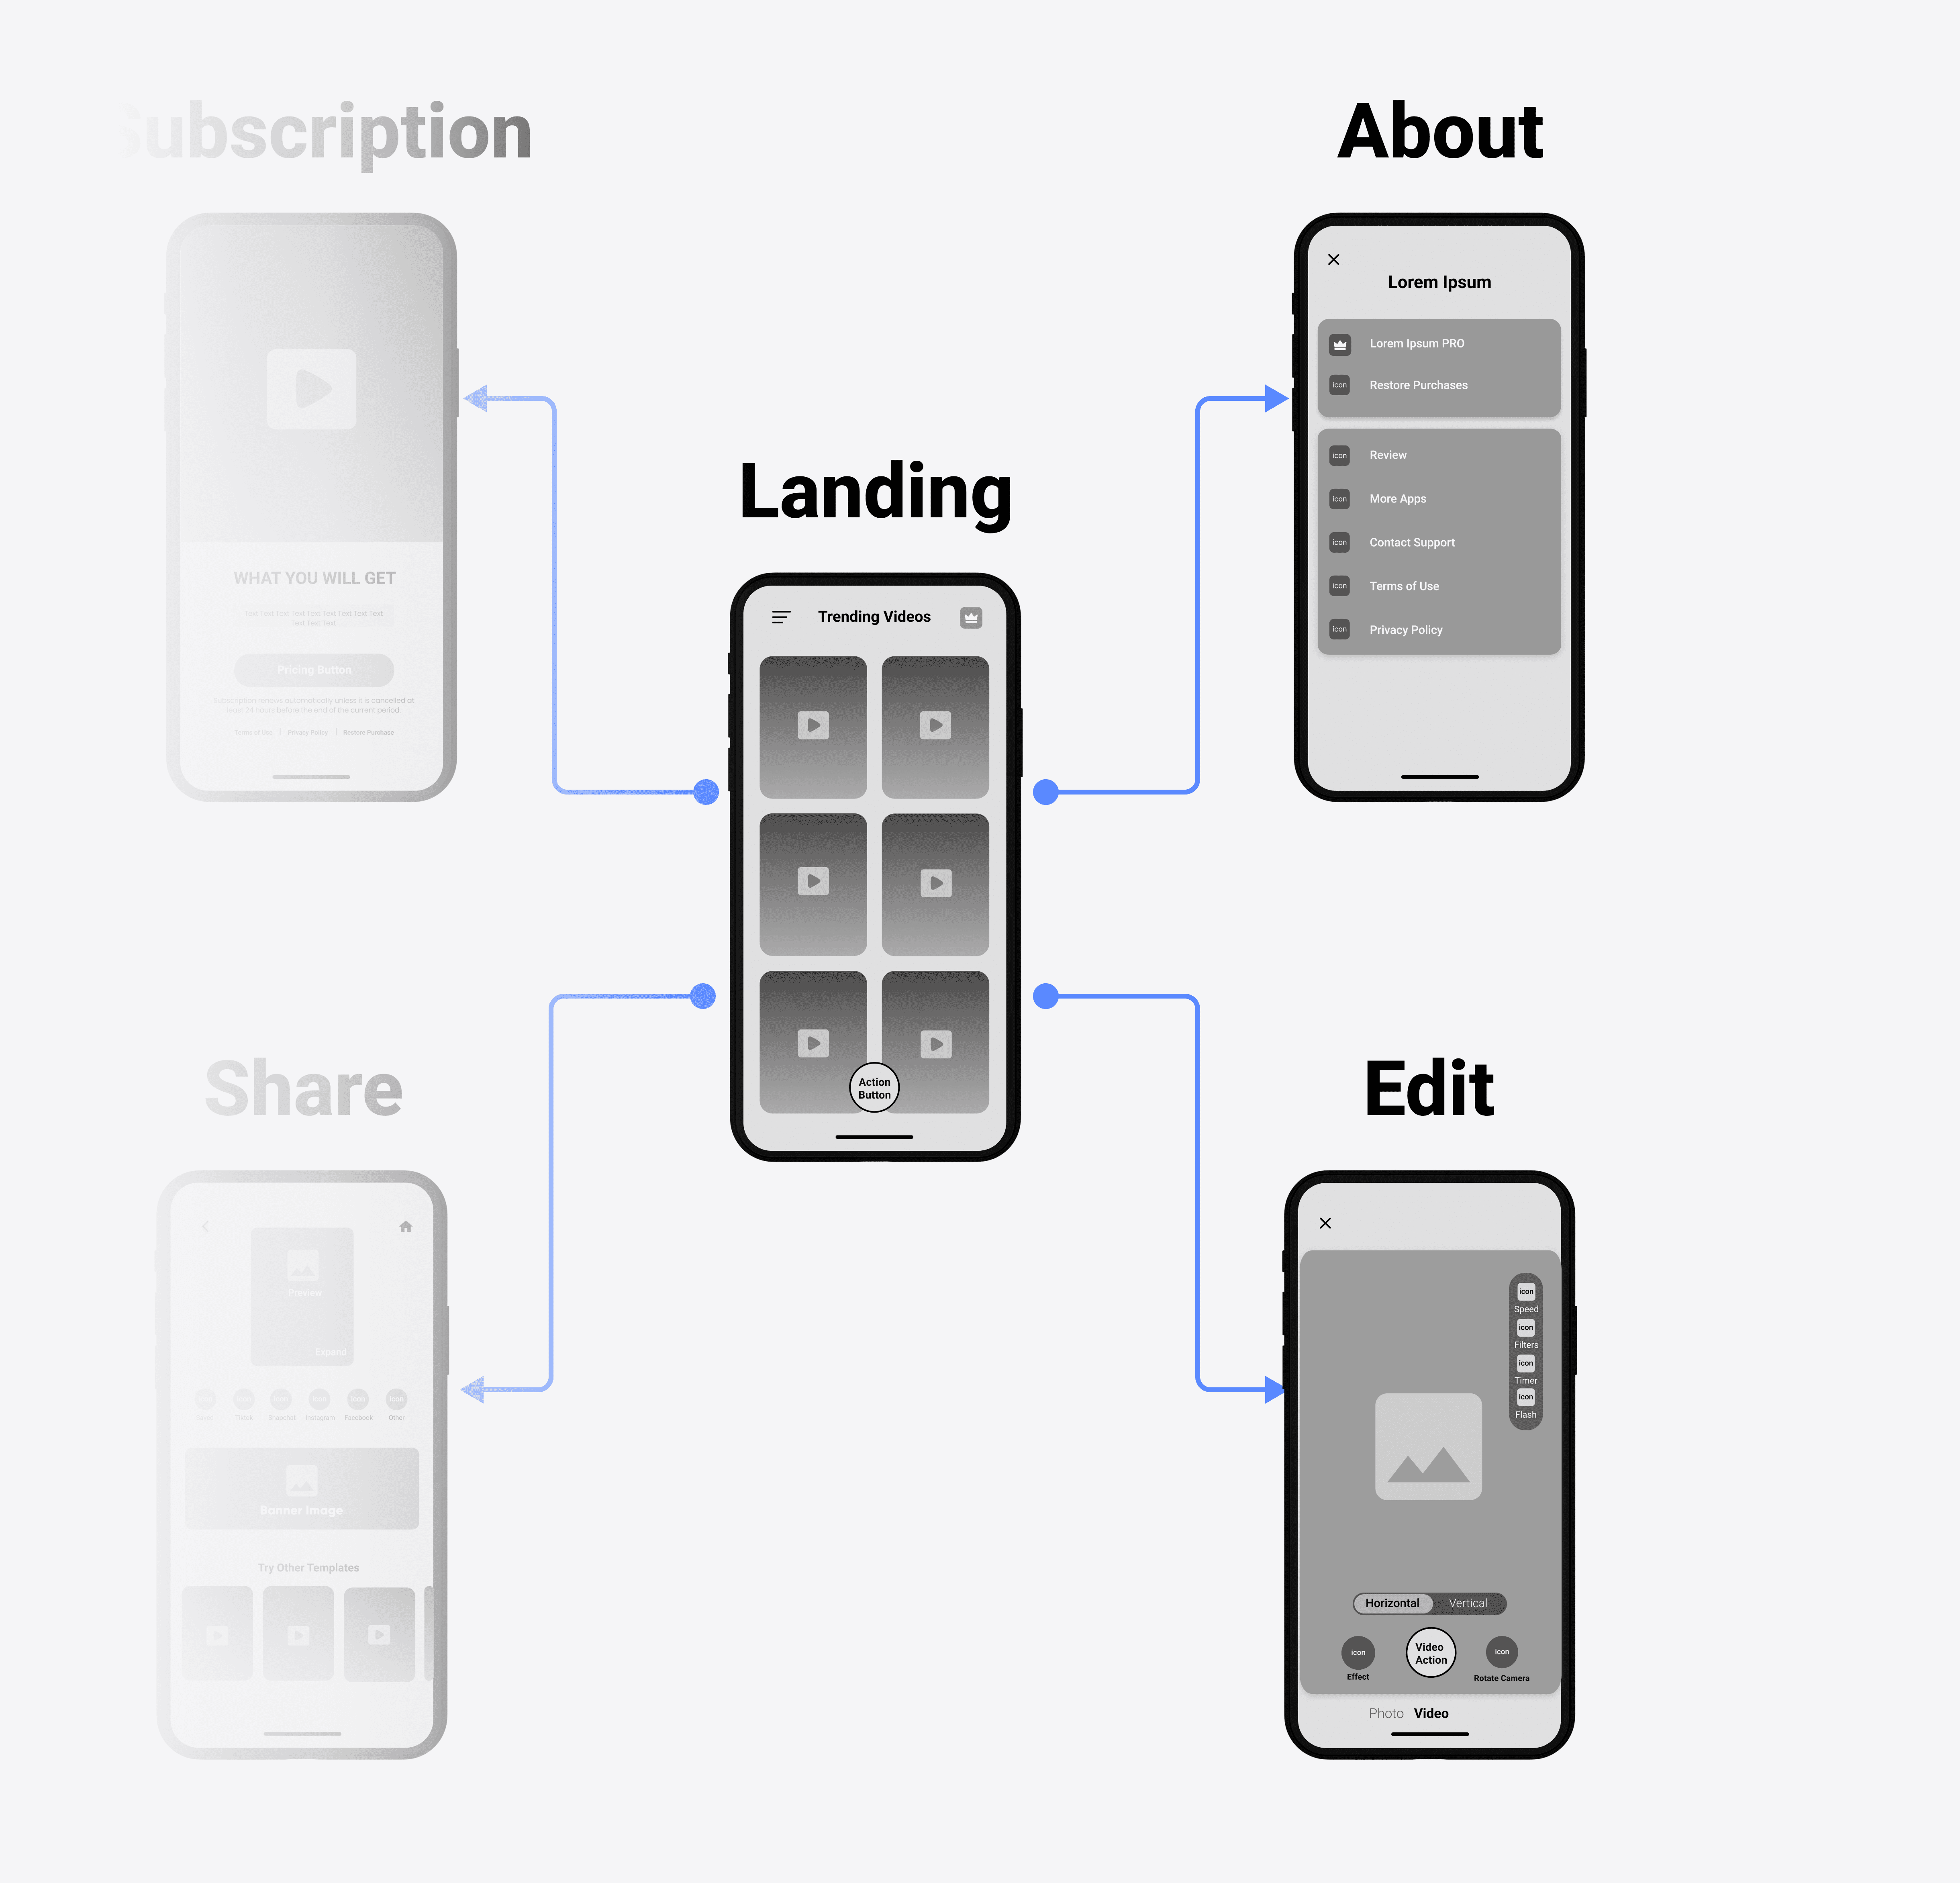 Subscription
WHAT YOU WILL GET
Text Text Text Text Text Text Text Text Text
Text Text Text
Pricing Button
Subscription renews automatically unless it is cancelled at
least 24 hours before the end of the current period
Terms of Use | Privacy Policy | Restore Purchase
Landing
Trending Videos
Action
Button
About
Lorem Ipsum
Lorem Ipsum PRO
icon Restore Purchases
icon Review
icon More Apps
icon Contact Support
icon Terms of Use
icon Privacy Policy
Share
Preview
Expand
icon icon icon
Tiktok Snapchat Instagram Facebook Other
Banner Image
Try Other Templates
Edit
icon
Speed
icon
Filters
icon
Timer
icon
Flash
Horizontal Vertical
icon
Effect
Video
Action
icon
Rotate Camera
Photo Video